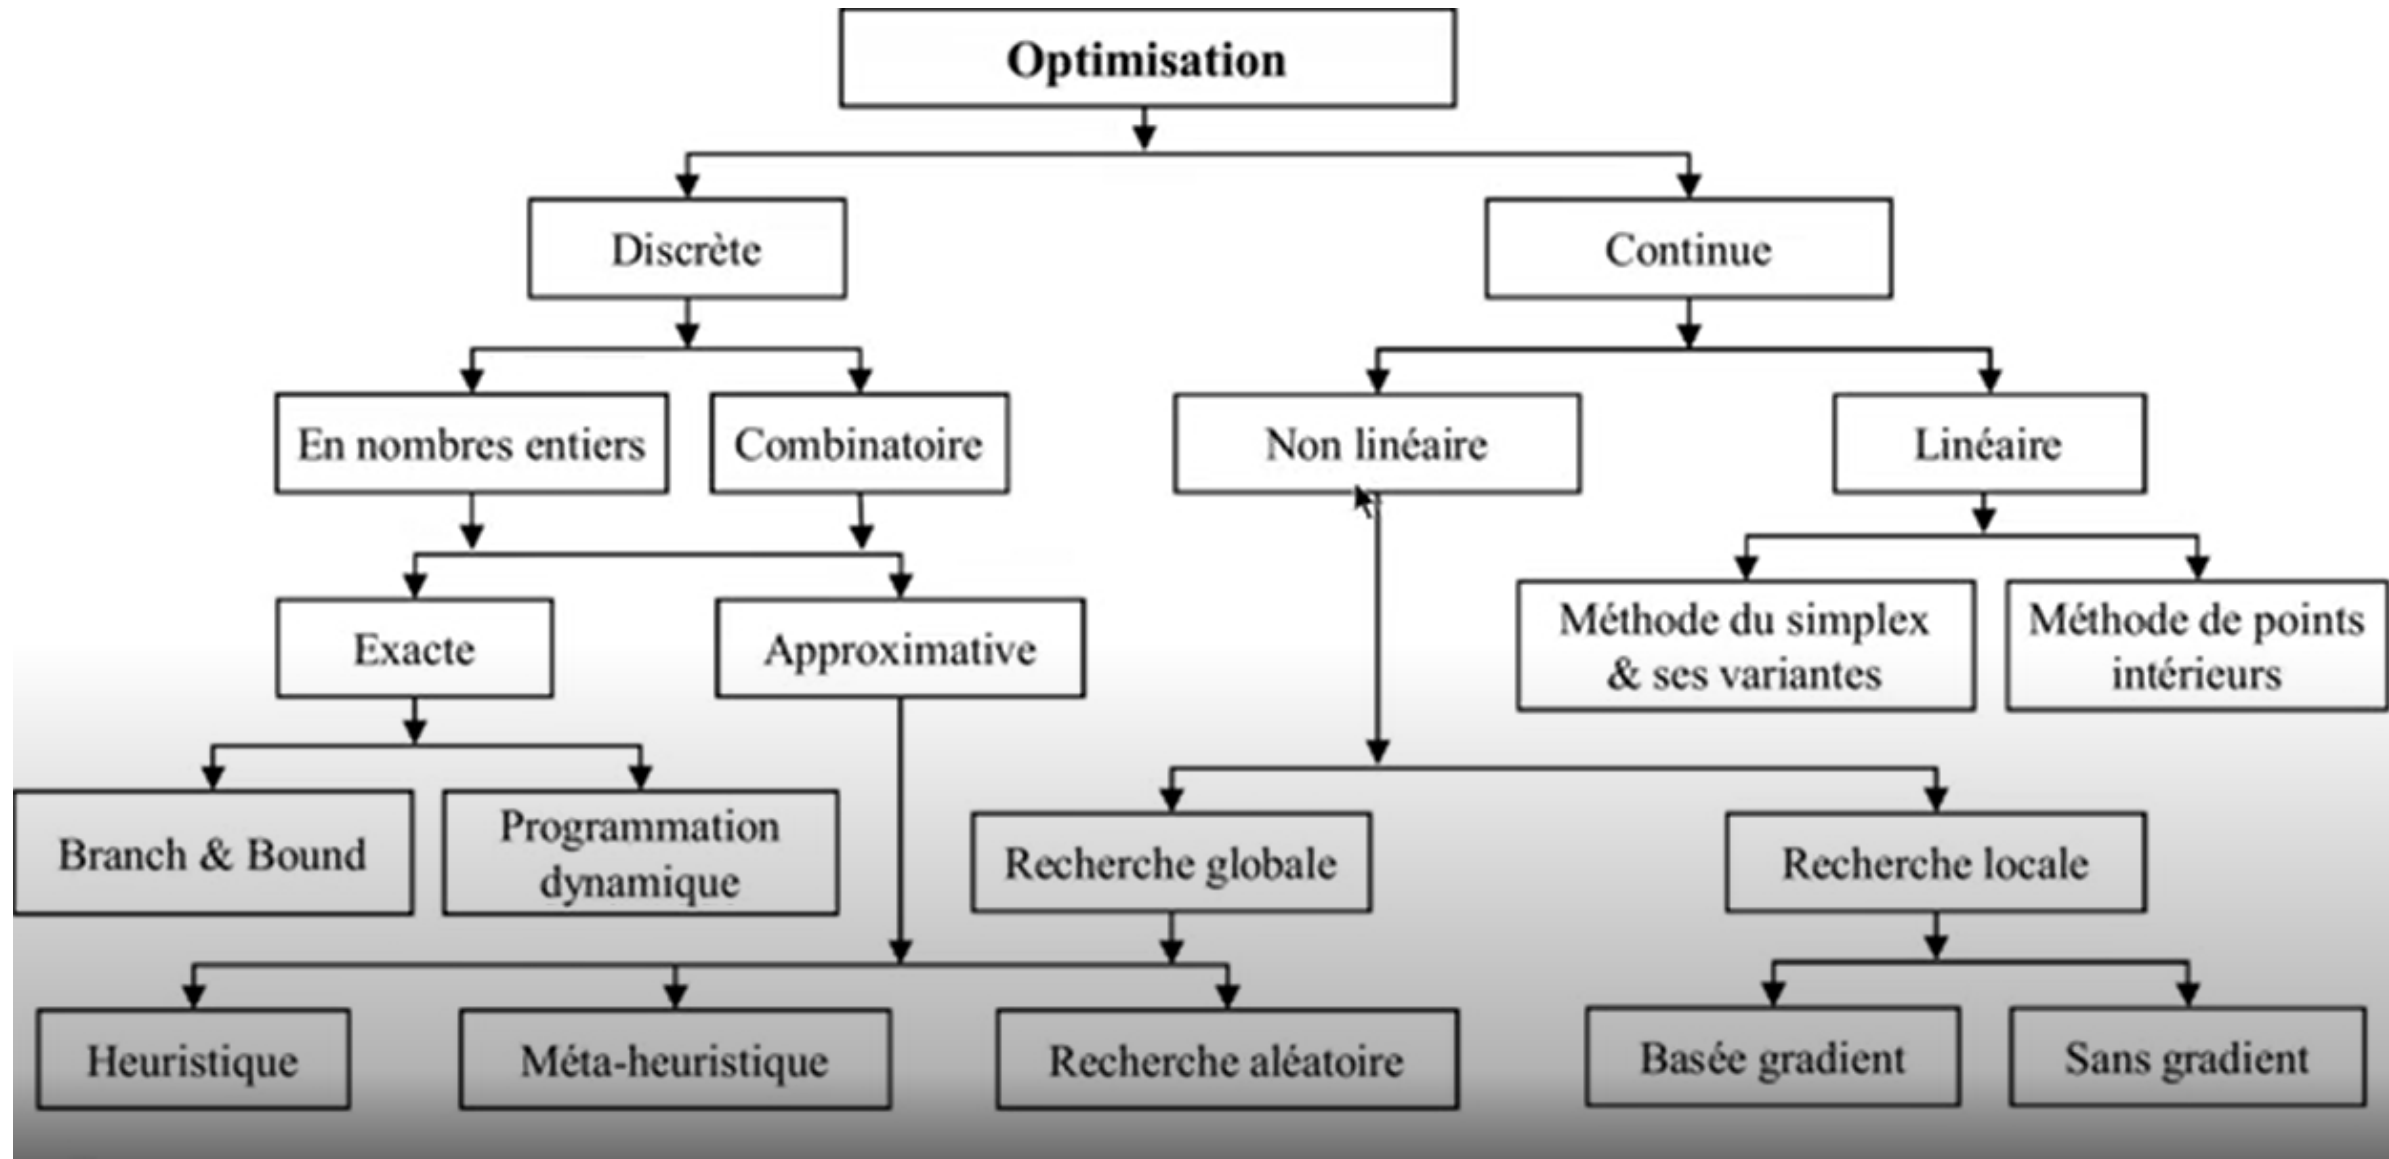 Optimisation
Discrète
Continue
En nombres entiers
Combinatoire
Non linéaire
Linéaire
Exacte
Approximative
Méthode du simplex
& ses variantes
Méthode de points
intérieurs
Branch & Bound
Programmation
dynamique
Recherche globale
Recherche locale
Heuristique
Méta-heuristique
Recherche aléatoire
Basée gradient
Sans gradient